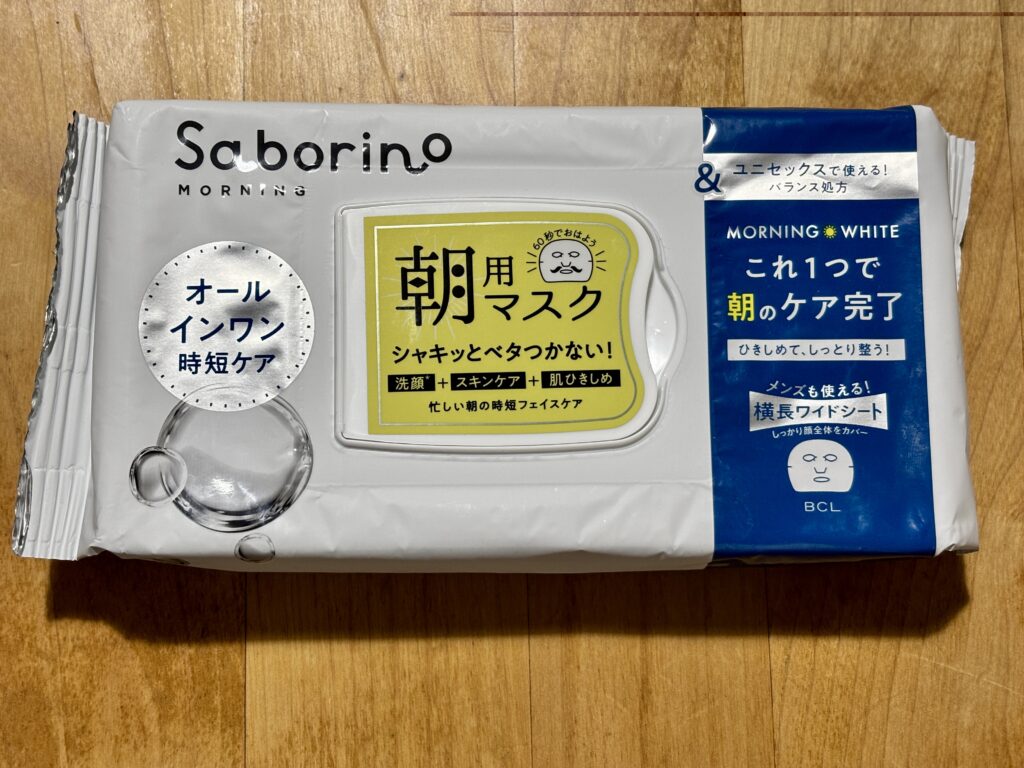 Saborino
MORNING
オール
インワン
時短ケア
60秒でおはよう
朝用マスク
シャキッとベタつかない!
洗顔* + スキンケア + 肌ひきしめ
忙しい朝の時短フェイスケア
& ユニセックスで使える!
バランス処方
MORNING WHITE
これ1つで
朝のケア完了
ひきしめて、しっとり整う!
メンズも使える!
横長ワイドシート
しっかり顔全体をカバー
BCL